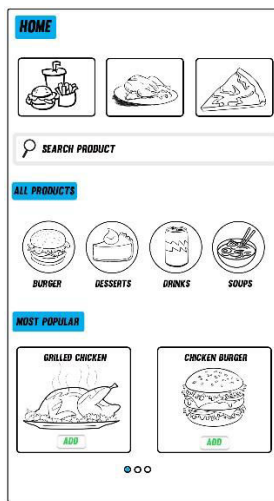 HOME
SEARCH PRODUCT
ALL PRODUCTS
BURGER DESSERTS DRINKS SOUPS
MOST POPULAR
GRILLED CHICKEN CHICKEN BURGER
ADD ADD